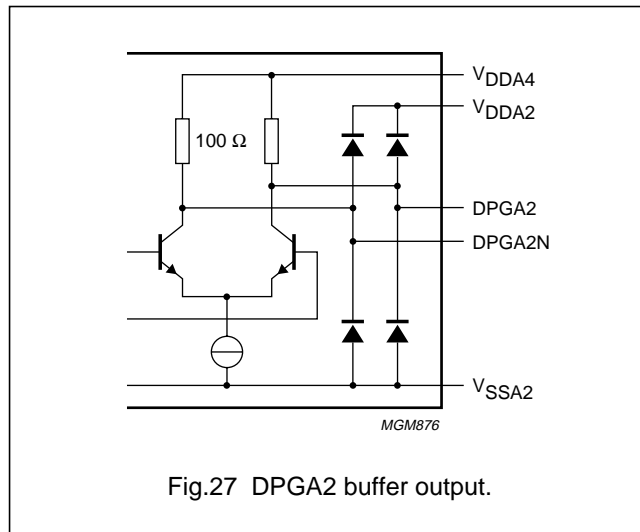 V_DDA4
V_DDA2
100 Ω
DPGA2
DPGA2N
V_SSA2
MGM876
Fig.27 DPGA2 buffer output.